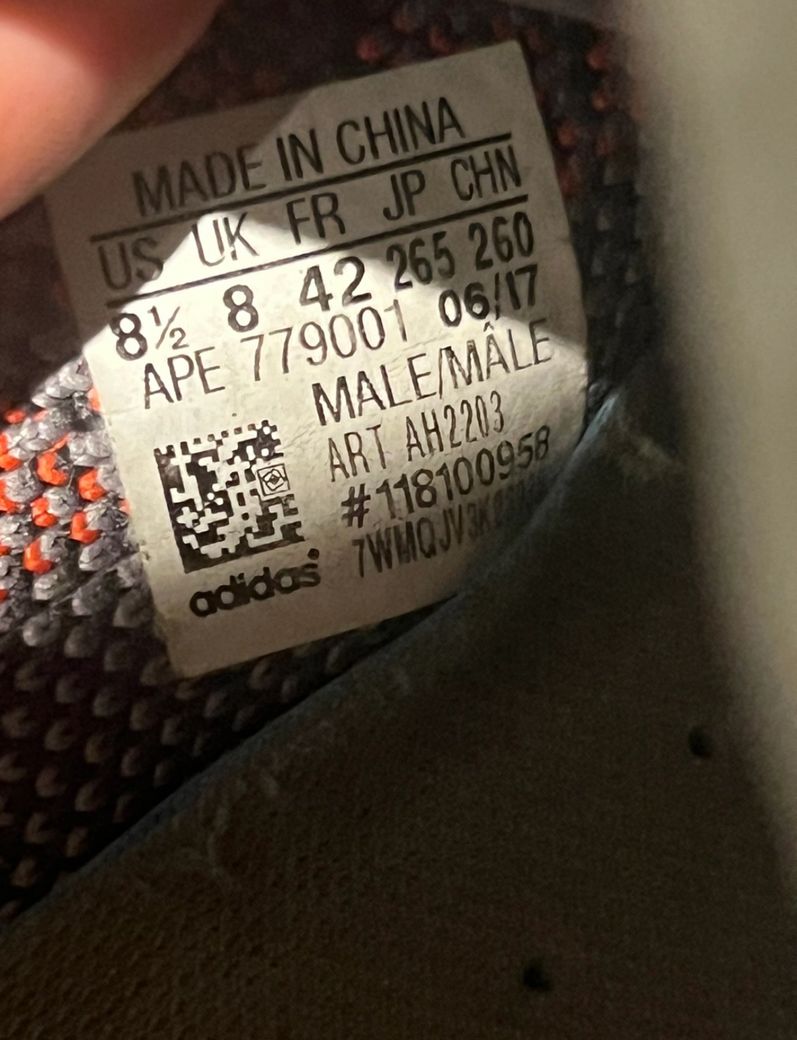 MADE IN CHINA
US UK FR JP CHN
8½ 8 42 265 260
APE 779001 06/17
MALE/MÂLE
ART AH2203
#118100958
adidas